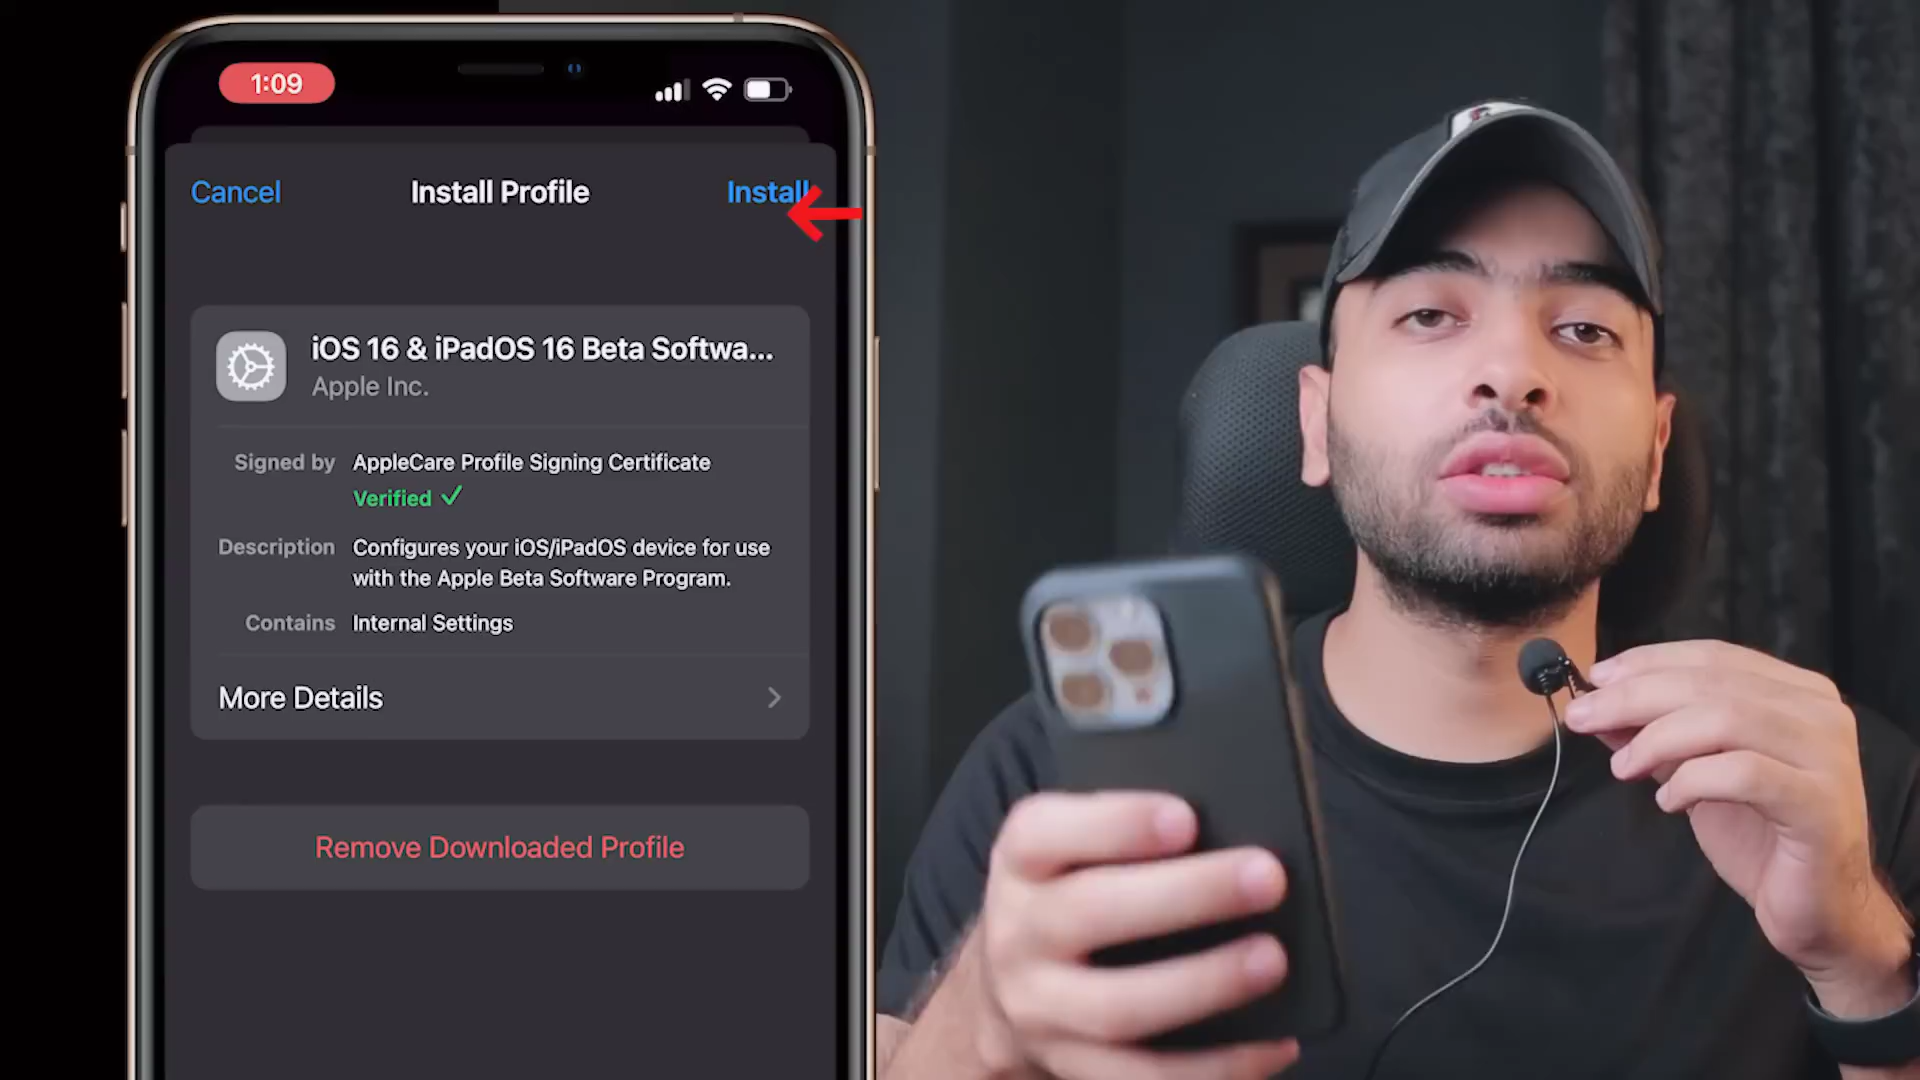 1:09
Cancel
Install Profile
Install
iOS 16 & iPadOS 16 Beta Softwa...
Apple Inc.
Signed by
AppleCare Profile Signing Certificate
Verified ✓
Description
Configures your iOS/iPadOS device for use
with the Apple Beta Software Program.
Contains
Internal Settings
More Details
Remove Downloaded Profile